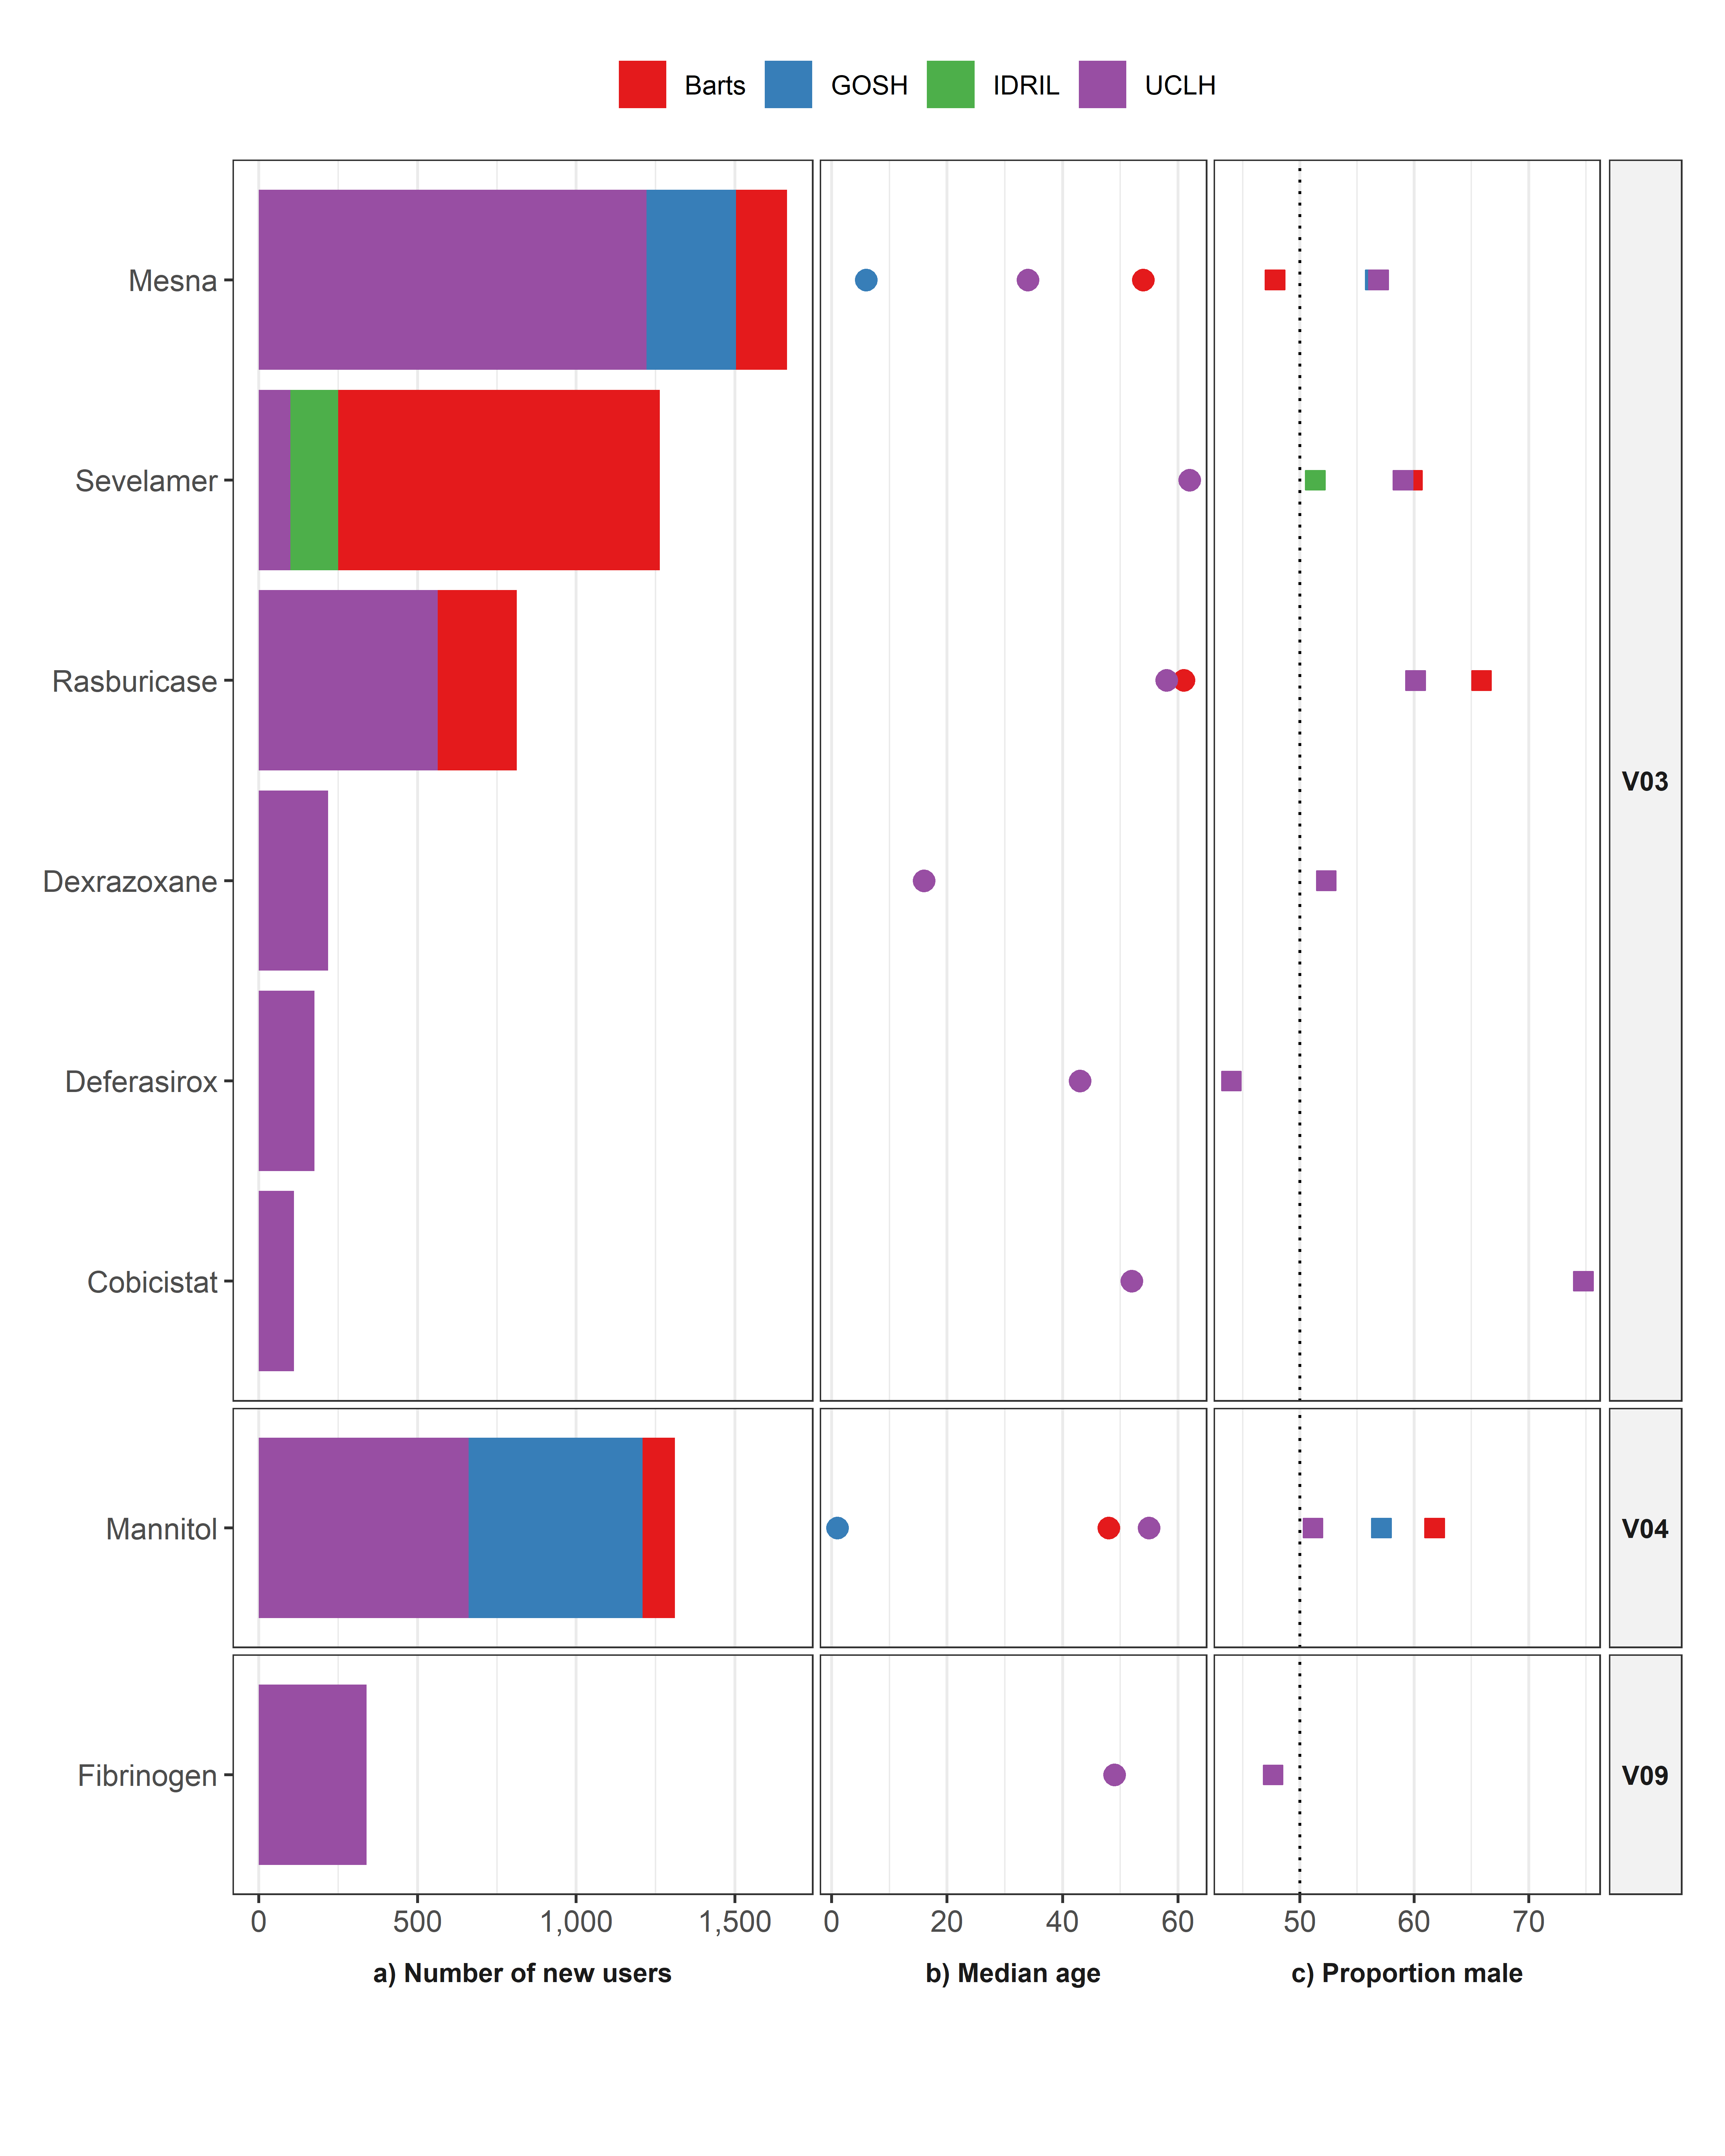 Barts GOSH IDRIL UCLH
Mesna
Sevelamer
Rasburicase
V03
Dexrazoxane
Deferasirox
Cobicistat
Mannitol V04
Fibrinogen V09
0 500 1,000 1,500 0 20 40 60 50 60 70
a) Number of new users b) Median age c) Proportion male